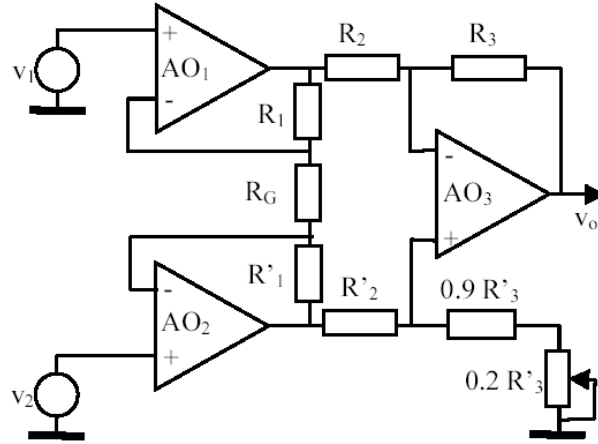 R2 R3
+
v1 AO1
-
R1
RG
-
AO3
+
vo
R'1 R'2 0.9 R'3
-
AO2
+
0.2 R'3
v2